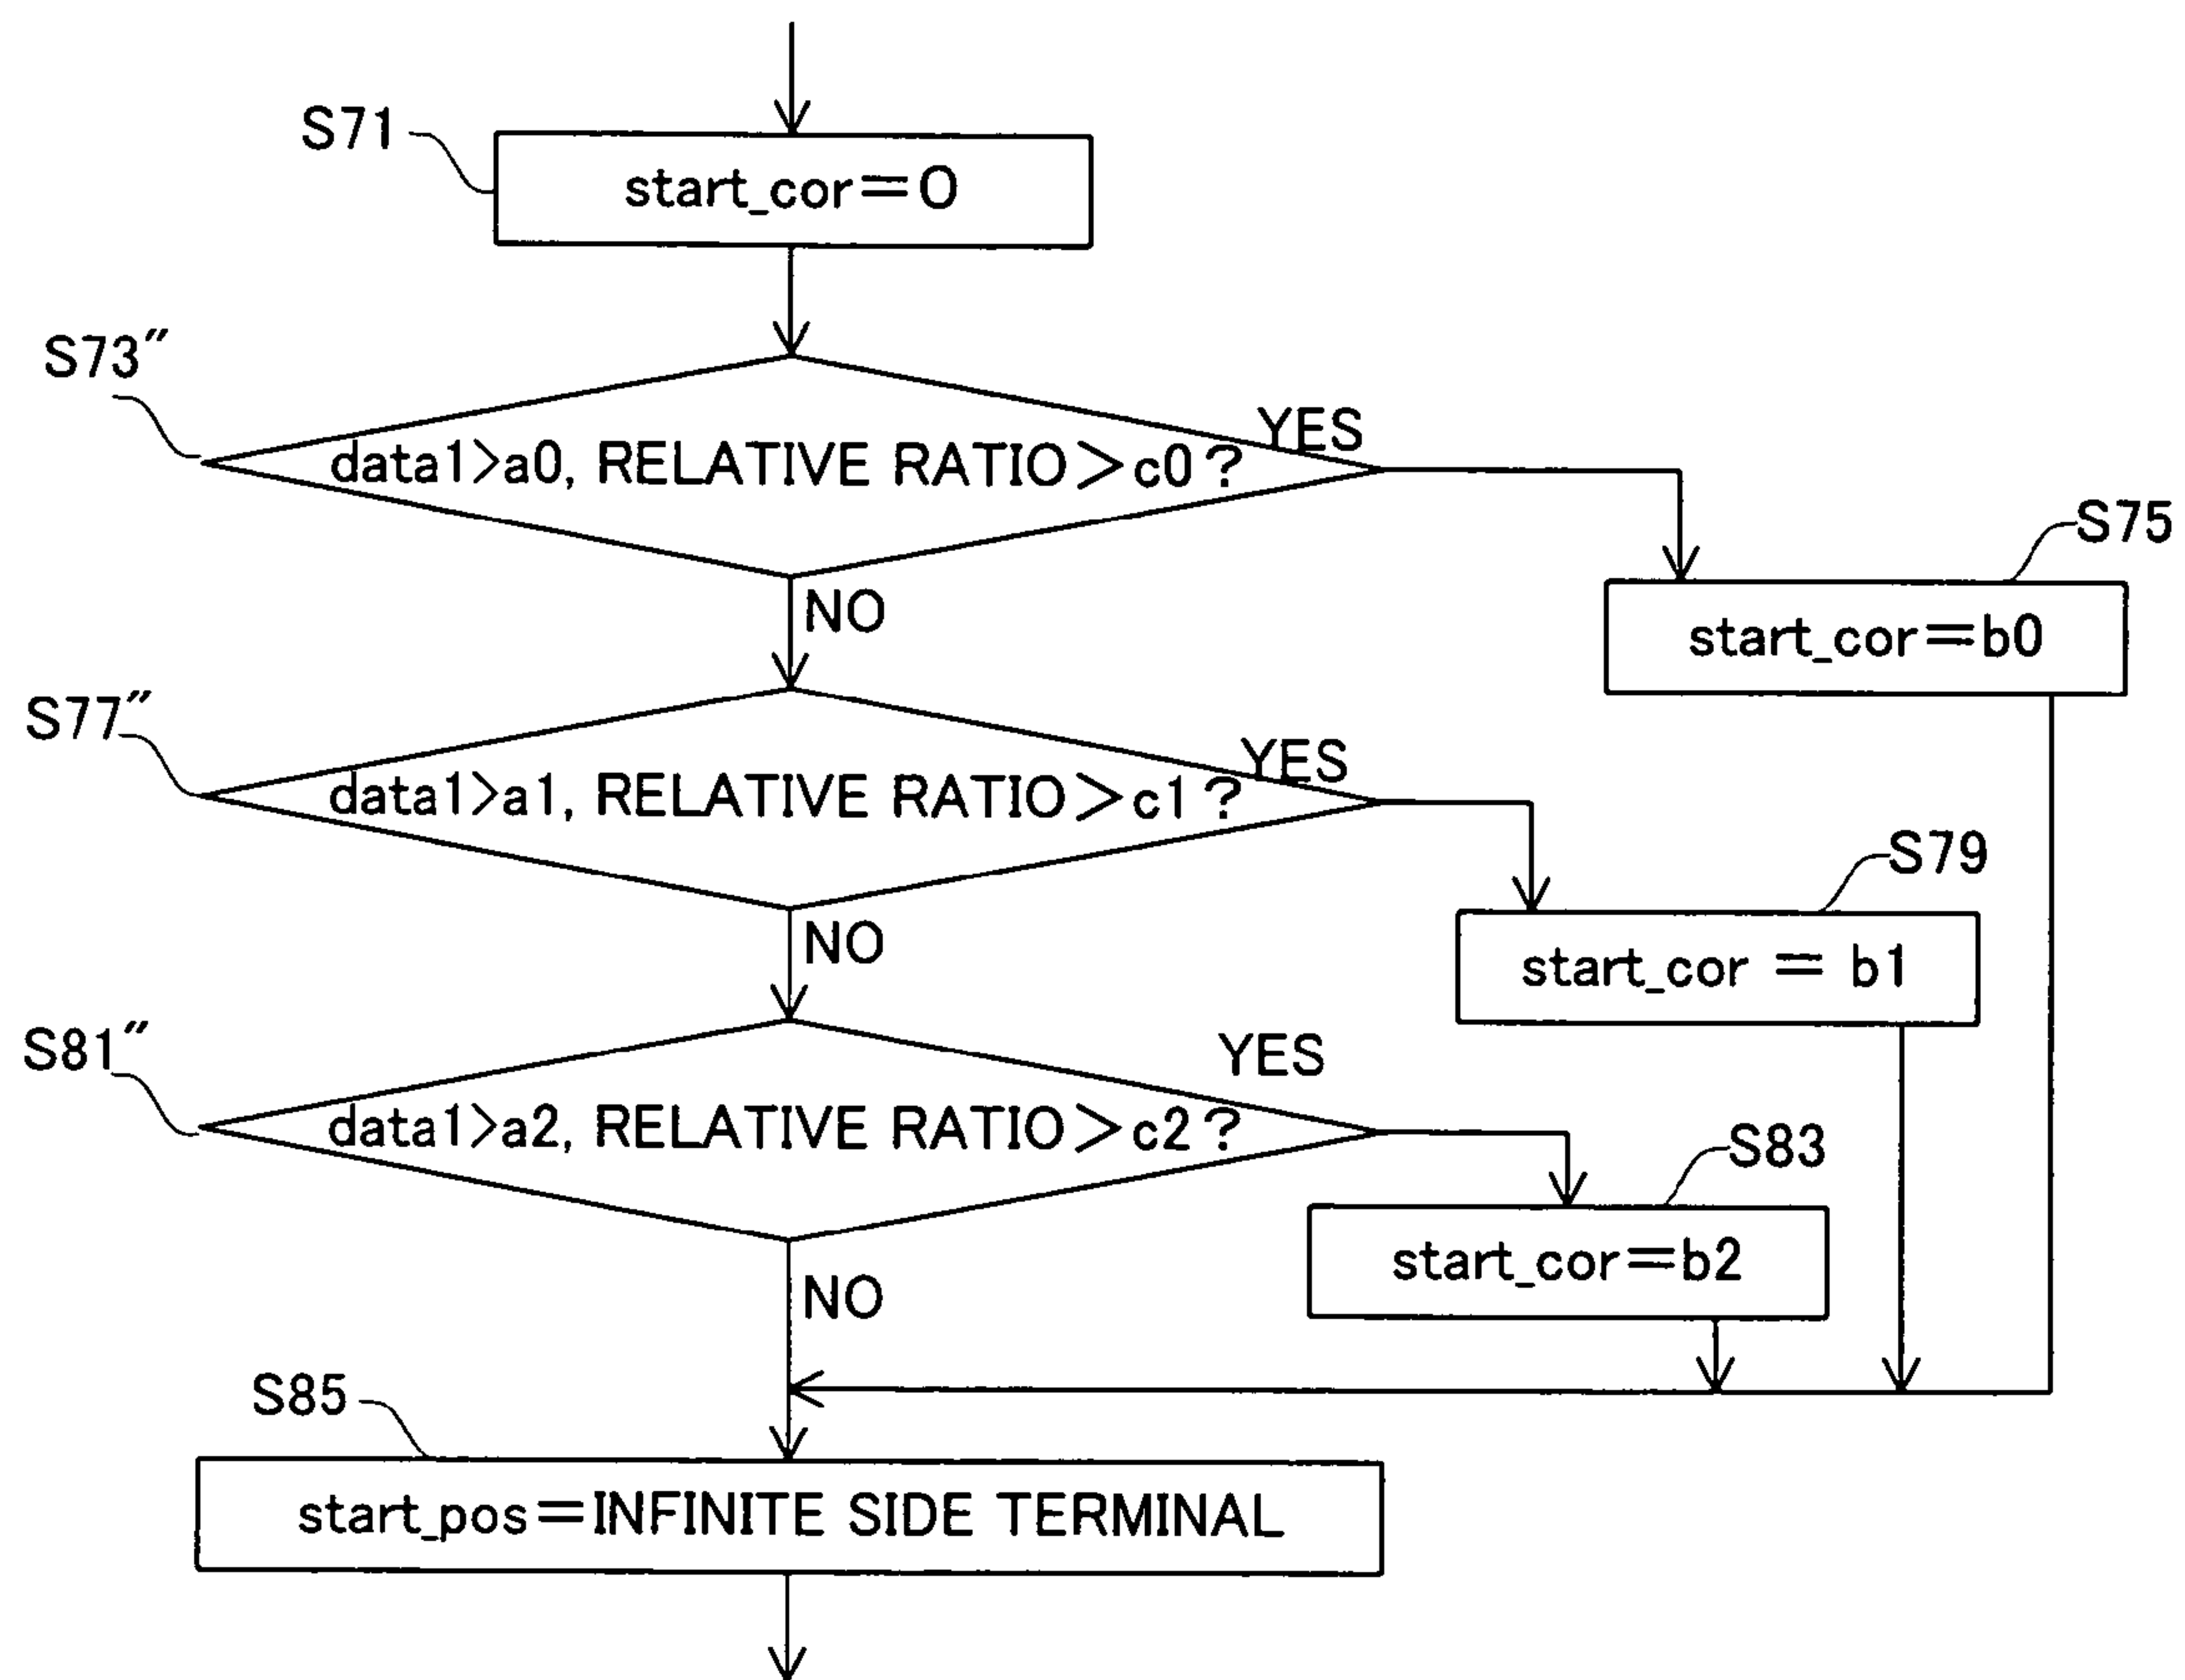 S71
start_cor=0
S73″
data1>a0, RELATIVE RATIO>c0?
YES
S75
start_cor=b0
NO
S77″
data1>a1, RELATIVE RATIO>c1?
YES
S79
start_cor = b1
NO
S81″
data1>a2, RELATIVE RATIO>c2?
YES
S83
start_cor=b2
NO
S85
start_pos=INFINITE SIDE TERMINAL